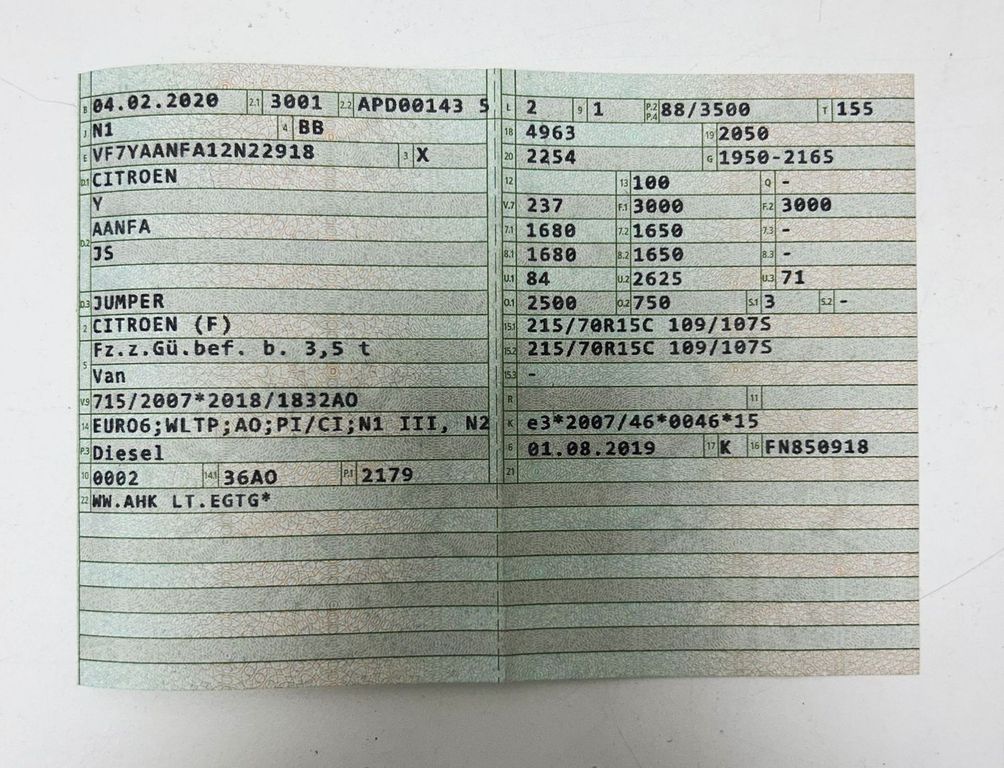 B 04.02.2020 2.1 3001 2.2 APD00143 5
J N1 4 BB
E VF7YAANFA12N22918 3 X
D.1 CITROEN
Y
D.2 AANFA
JS
D.3 JUMPER
2 CITROEN (F)
5 Fz.z.Gü.bef. b. 3,5 t
Van
V.9 715/2007*2018/1832AO
14 EURO6;WLTP;AO;PI/CI;N1 III, N2
P.3 Diesel
10 0002 14.1 36AO P.1 2179
22 WW.AHK LT.EGTG*
L 2 9 1 P.2 P.4 88/3500 T 155
18 4963 19 2050
20 2254 G 1950-2165
12 13 100 Q -
V.7 237 F.1 3000 F.2 3000
7.1 1680 7.2 1650 7.3 -
8.1 1680 8.2 1650 8.3 -
U.1 84 U.2 2625 U.3 71
O.1 2500 O.2 750 S.1 3 S.2 -
15.1 215/70R15C 109/107S
15.2 215/70R15C 109/107S
15.3 -
R 11
K e3*2007/46*0046*15
6 01.08.2019 17 K 16 FN850918
21